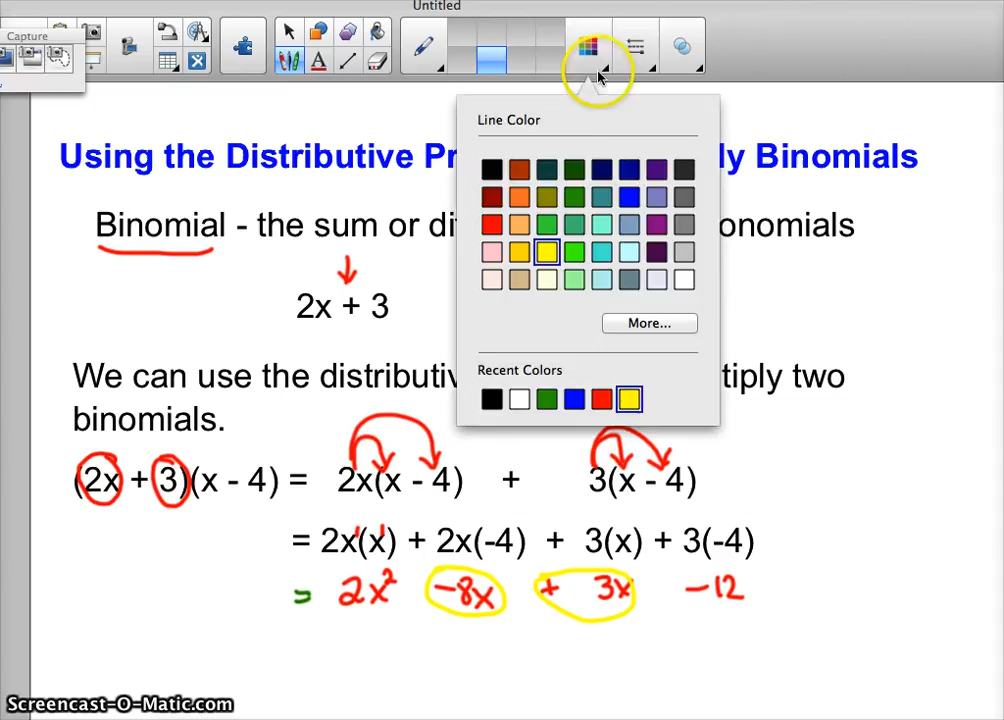 Untitled
Capture
Line Color
Using the Distributive Pr ly Binomials
Binomial - the sum or di onomials
2x + 3
More...
Recent Colors
We can use the distributiv tiply two
binomials.
(2x + 3)(x - 4) = 2x(x - 4) + 3(x - 4)
= 2x(x) + 2x(-4) + 3(x) + 3(-4)
= 2x² -8x + 3x -12
Screencast-O-Matic.com